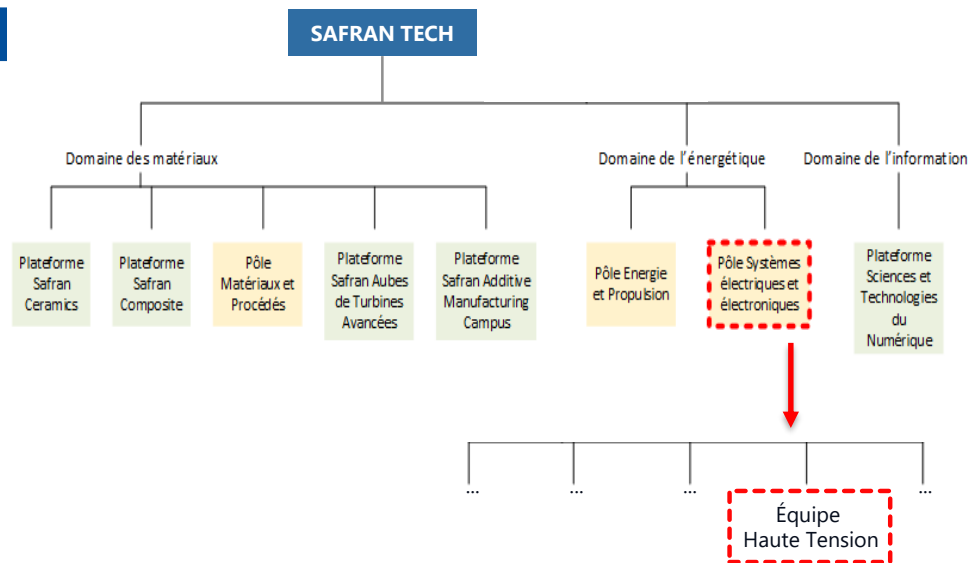 SAFRAN TECH
Domaine des matériaux
Domaine de l'énergétique
Domaine de l'information
Plateforme
Safran
Ceramics
Plateforme
Safran
Composite
Pôle
Matériaux et
Procédés
Plateforme
Safran Aubes
de Turbines
Avancées
Plateforme
Safran Additive
Manufacturing
Campus
Pôle Energie
et Propulsion
Pôle Systèmes
électriques et
électroniques
Plateforme
Sciences et
Technologies
du
Numérique
...
...
...
Équipe
Haute Tension
...